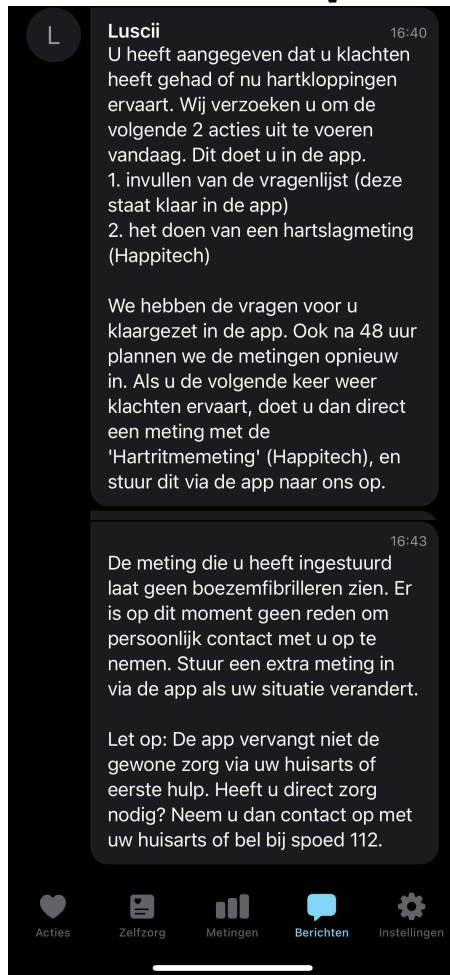 L
Luscii 16:40
U heeft aangegeven dat u klachten
heeft gehad of nu hartkloppingen
ervaart. Wij verzoeken u om de
volgende 2 acties uit te voeren
vandaag. Dit doet u in de app.
1. invullen van de vragenlijst (deze
staat klaar in de app)
2. het doen van een hartslagmeting
(Happitech)
We hebben de vragen voor u
klaargezet in de app. Ook na 48 uur
plannen we de metingen opnieuw
in. Als u de volgende keer weer
klachten ervaart, doet u dan direct
een meting met de
'Hartritmemeting' (Happitech), en
stuur dit via de app naar ons op.
16:43
De meting die u heeft ingestuurd
laat geen boezemfibrilleren zien. Er
is op dit moment geen reden om
persoonlijk contact met u op te
nemen. Stuur een extra meting in
via de app als uw situatie verandert.
Let op: De app vervangt niet de
gewone zorg via uw huisarts of
eerste hulp. Heeft u direct zorg
nodig? Neem u dan contact op met
uw huisarts of bel bij spoed 112.
Acties Zelfzorg Metingen Berichten Instellingen